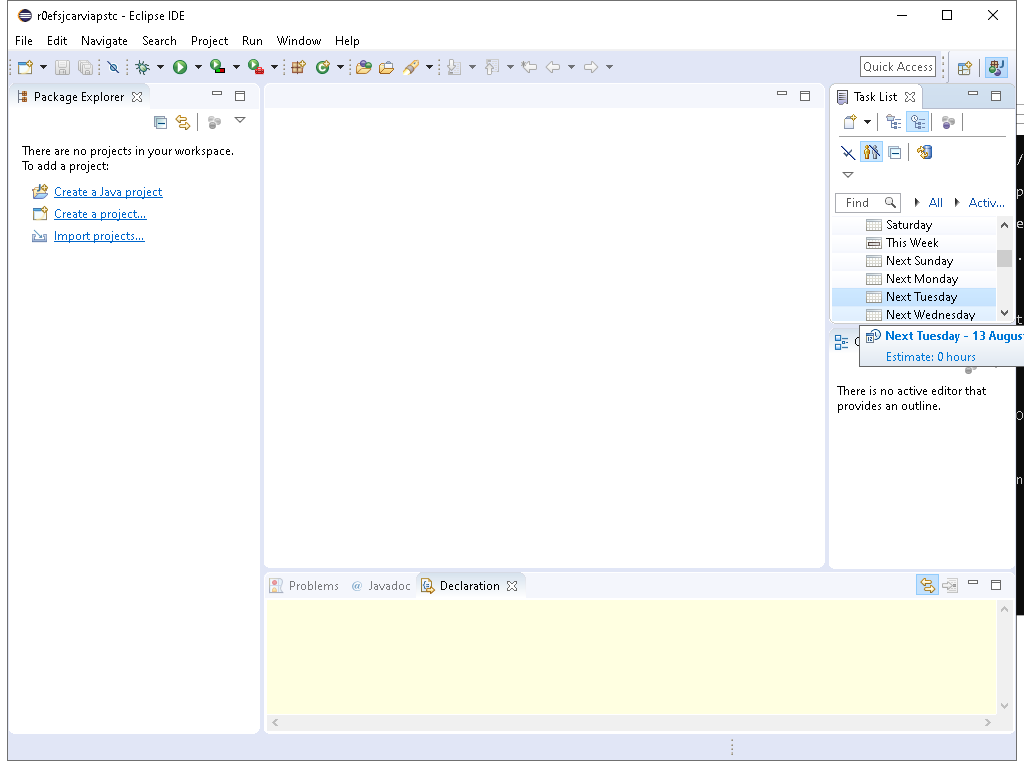 r0efsjcarviapstc - Eclipse IDE
File Edit Navigate Search Project Run Window Help
Quick Access
Package Explorer
There are no projects in your workspace.
To add a project:
Create a Java project
Create a project...
Import projects...
Task List
Find All Activ...
Saturday
This Week
Next Sunday
Next Monday
Next Tuesday
Next Wednesday
Next Tuesday - 13 Augus
Estimate: 0 hours
There is no active editor that
provides an outline.
Problems @ Javadoc Declaration